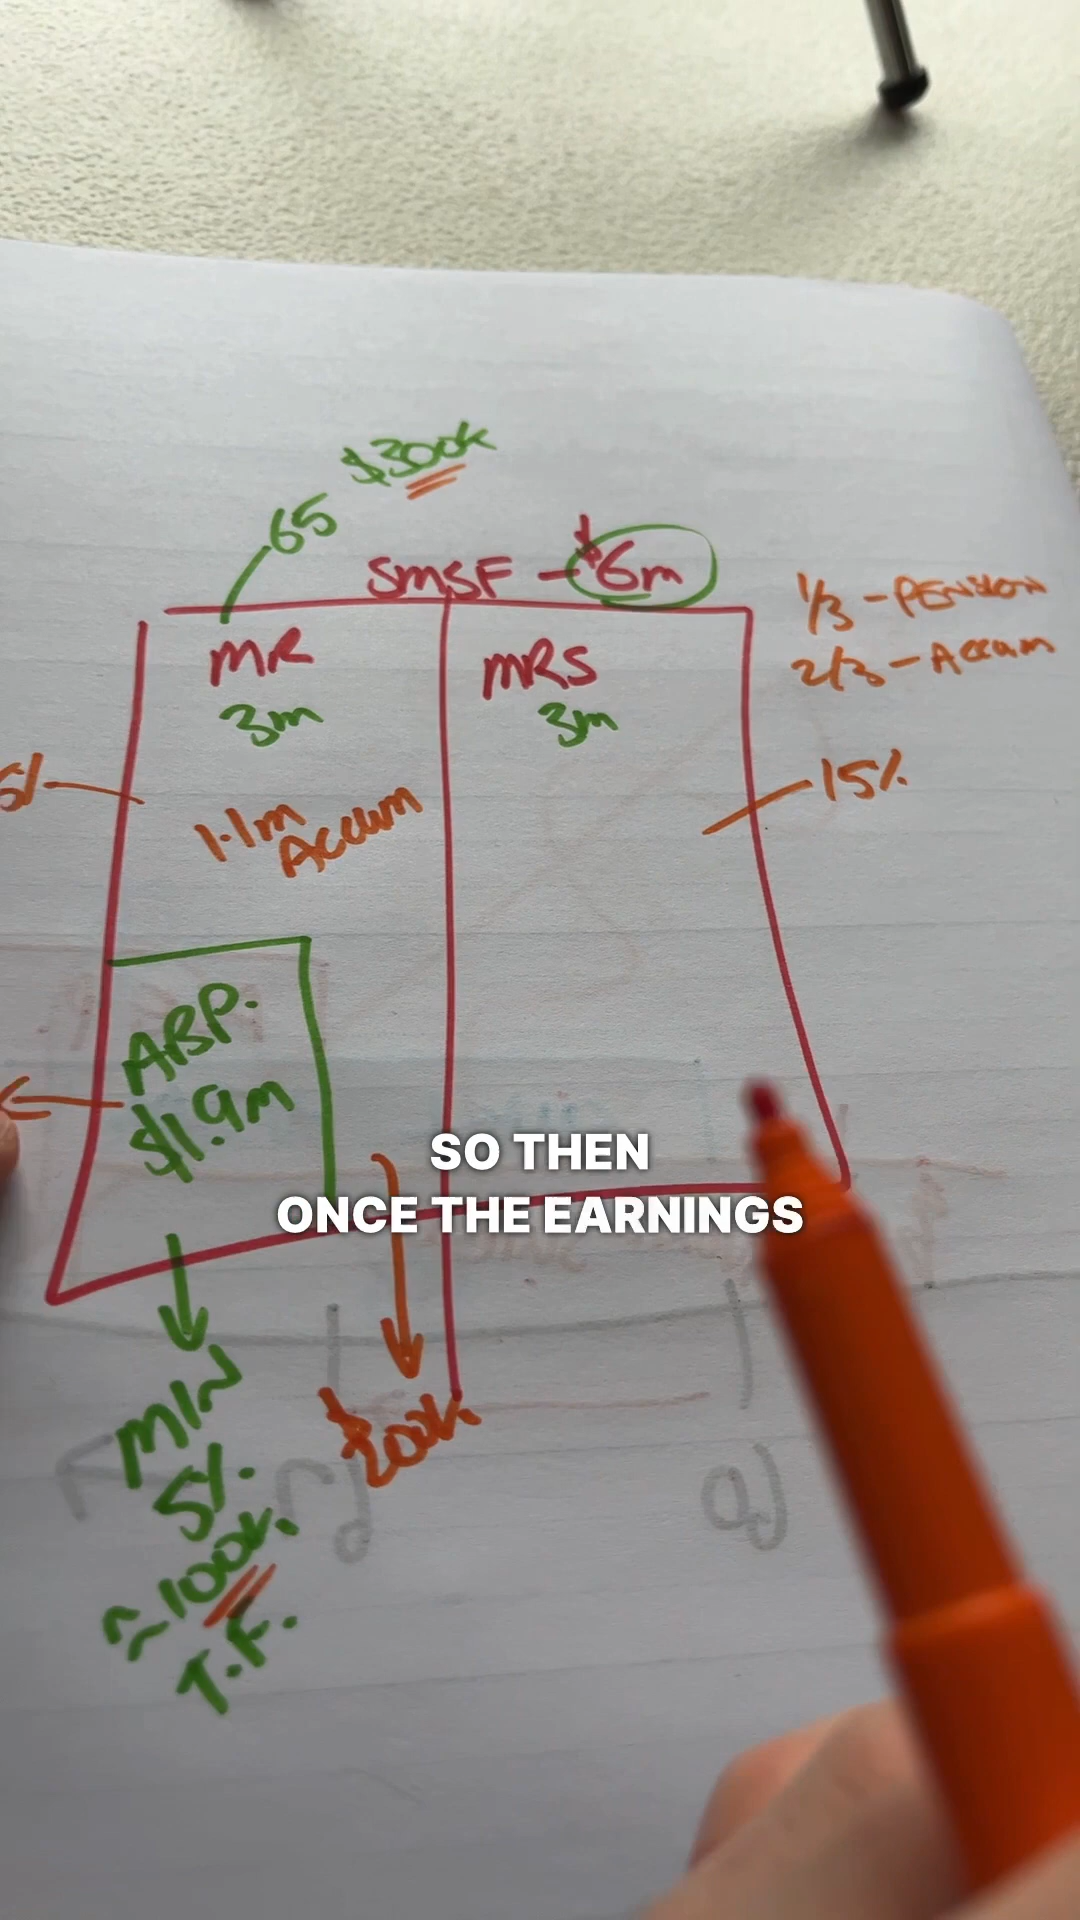 $300k
65
SMSF - $6m
1/3 - PENSION
2/3 - Accum
MR
MRS
3m
3m
15%
1.1m
Accum
ABP.
$1.9m
SO THEN
ONCE THE EARNINGS
MIN
5%.
≈100k.
T.F.
$200k